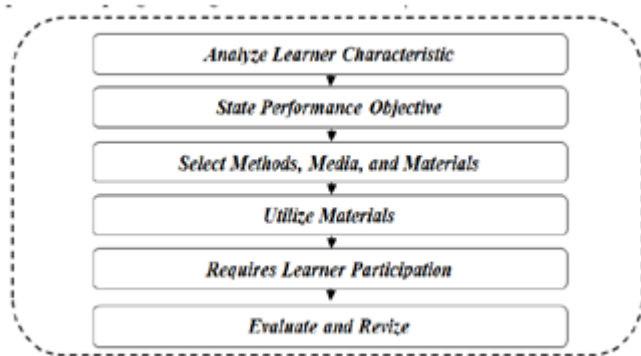 Analyze Learner Characteristic
State Performance Objective
Select Methods, Media, and Materials
Utilize Materials
Requires Learner Participation
Evaluate and Revize